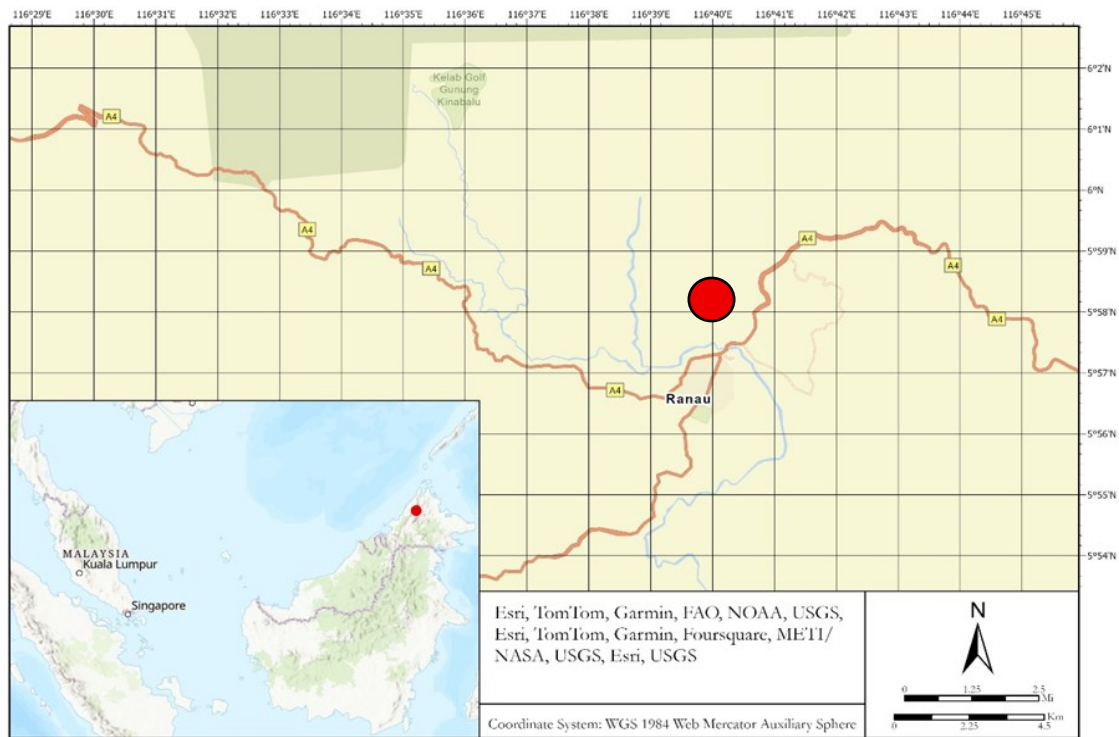 116°29'E 116°30'E 116°31'E 116°32'E 116°33'E 116°34'E 116°35'E 116°36'E 116°37'E 116°38'E 116°39'E 116°40'E 116°41'E 116°42'E 116°43'E 116°44'E 116°45'E
6°2'N
Kelab Golf
Gunung
Kinabalu
A4
6°1'N
6°N
A4
A4
5°59'N
A4
A4
5°58'N
A4
5°57'N
A4
Ranau
5°56'N
5°55'N
5°54'N
MALAYSIA
Kuala Lumpur
Singapore
Esri, TomTom, Garmin, FAO, NOAA, USGS,
Esri, TomTom, Garmin, Foursquare, METI/
NASA, USGS, Esri, USGS
Coordinate System: WGS 1984 Web Mercator Auxiliary Sphere
N
0 1.25 2.5
Mi
Km
0 2.25 4.5